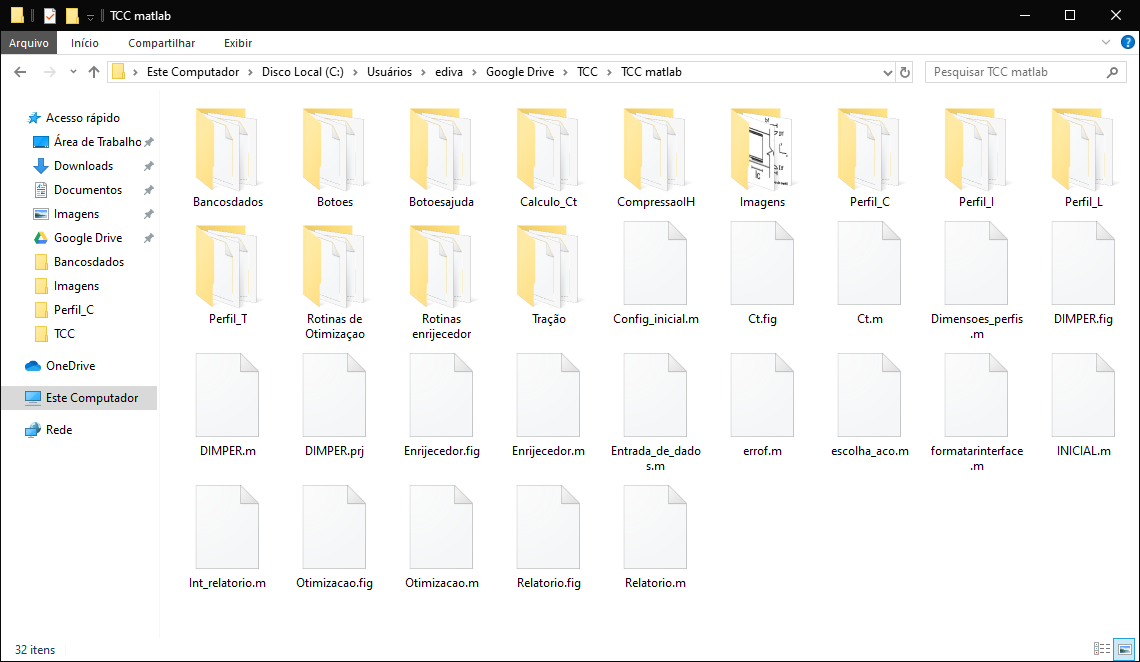 TCC matlab
Arquivo Início Compartilhar Exibir
Este Computador Disco Local (C:) Usuários ediva Google Drive TCC TCC matlab
Pesquisar TCC matlab
Acesso rápido
Área de Trabalho
Downloads
Documentos
Imagens
Google Drive
Bancosdados
Imagens
Perfil_C
TCC
OneDrive
Este Computador
Rede
Bancosdados Botoes Botoesajuda Calculo_Ct CompressaoIH Imagens Perfil_C Perfil_I Perfil_L
Perfil_T Rotinas de Rotinas Tração Config_inicial.m Ct.fig Ct.m Dimensoes_perfis DIMPER.fig
Otimizaçao enrijecedor .m
DIMPER.m DIMPER.prj Enrijecedor.fig Enrijecedor.m Entrada_de_dado errof.m escolha_aco.m formatarinterface INICIAL.m
s.m .m
Int_relatorio.m Otimizacao.fig Otimizacao.m Relatorio.fig Relatorio.m
32 itens